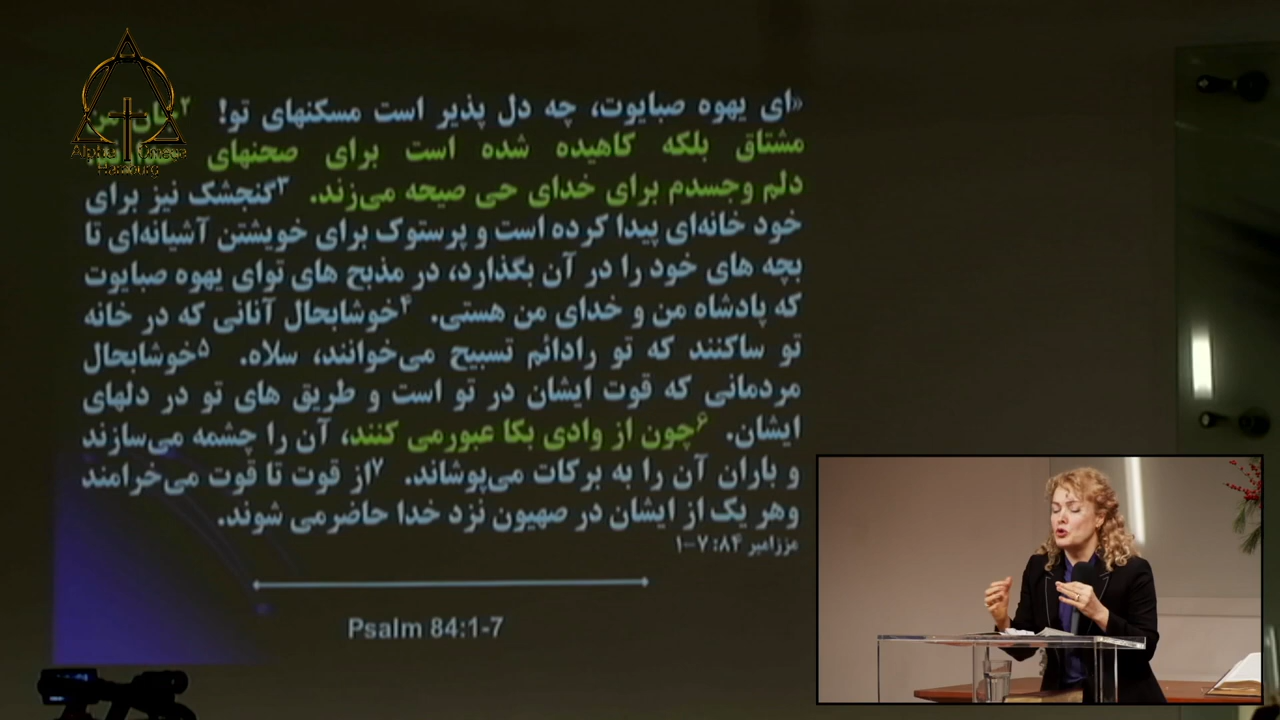 Alpha Omega
Hamburg
«ای یهوه صبایوت، چه دل پذیر است مسکنهای تو! ۲جان من
مشتاق بلکه کاهیده شده است برای صحنهای
دلم وجسدم برای خدای حی صیحه می‌زند. ۳گنجشک نیز برای
خود خانه‌ای پیدا کرده است و پرستوک برای خویشتن آشیانه‌ای تا
بچه های خود را در آن بگذارد، در مذبح های توای یهوه صبایوت
که پادشاه من و خدای من هستی. ۴خوشابحال آنانی که در خانه
تو ساکنند که تو رادائم تسبیح می‌خوانند، سلاه. ۵خوشابحال
مردمانی که قوت ایشان در تو است و طریق های تو در دلهای
ایشان. ۶چون از وادی بکا عبورمی کنند، آن را چشمه می‌سازند
و باران آن را به برکات می‌پوشاند. ۷از قوت تا قوت می‌خرامند
وهر یک از ایشان در صهیون نزد خدا حاضرمی شوند.
مزامیر ۸۴: ۷-۱
Psalm 84:1-7